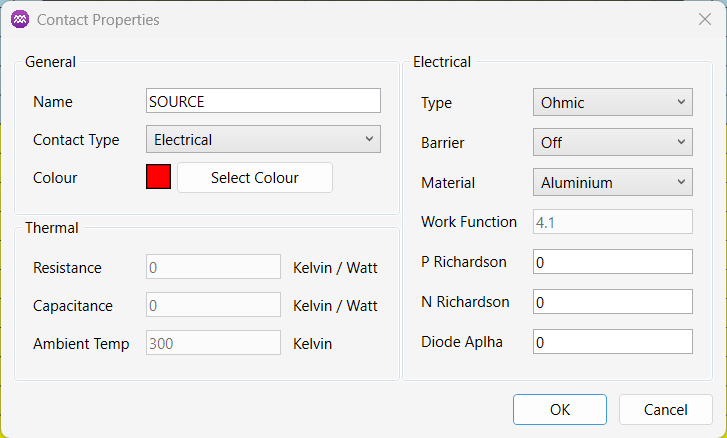 Contact Properties
General
Name
SOURCE
Contact Type
Electrical
Colour
Select Colour
Thermal
Resistance
0
Kelvin / Watt
Capacitance
0
Kelvin / Watt
Ambient Temp
300
Kelvin
Electrical
Type
Ohmic
Barrier
Off
Material
Aluminium
Work Function
4.1
P Richardson
0
N Richardson
0
Diode Aplha
0
OK
Cancel